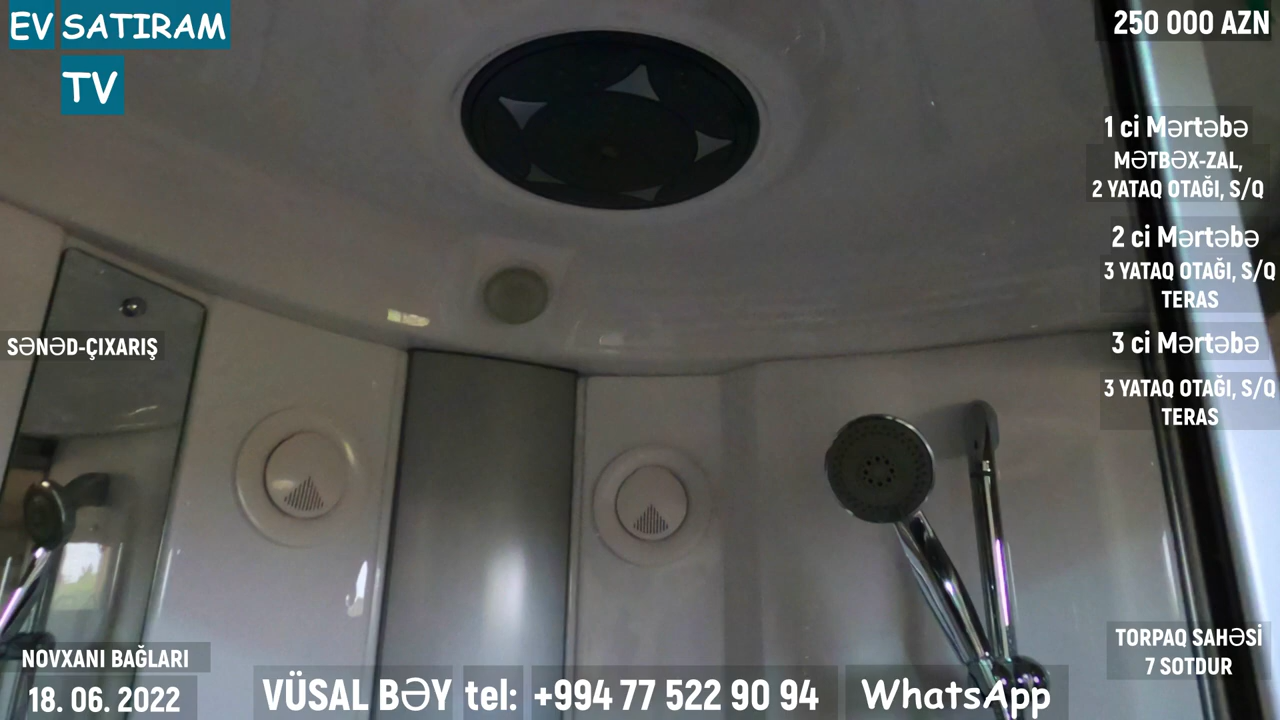 EV SATIRAM
TV
250 000 AZN
1 ci Mərtəbə
MƏTBƏX-ZAL,
2 YATAQ OTAĞI, S/Q
2 ci Mərtəbə
3 YATAQ OTAĞI, S/Q
TERAS
3 ci Mərtəbə
3 YATAQ OTAĞI, S/Q
TERAS
SƏNƏD-ÇIXARIŞ
TORPAQ SAHƏSİ
7 SOTDUR
NOVXANI BAĞLARI
18. 06. 2022
VÜSAL BƏY tel: +994 77 522 90 94 WhatsApp